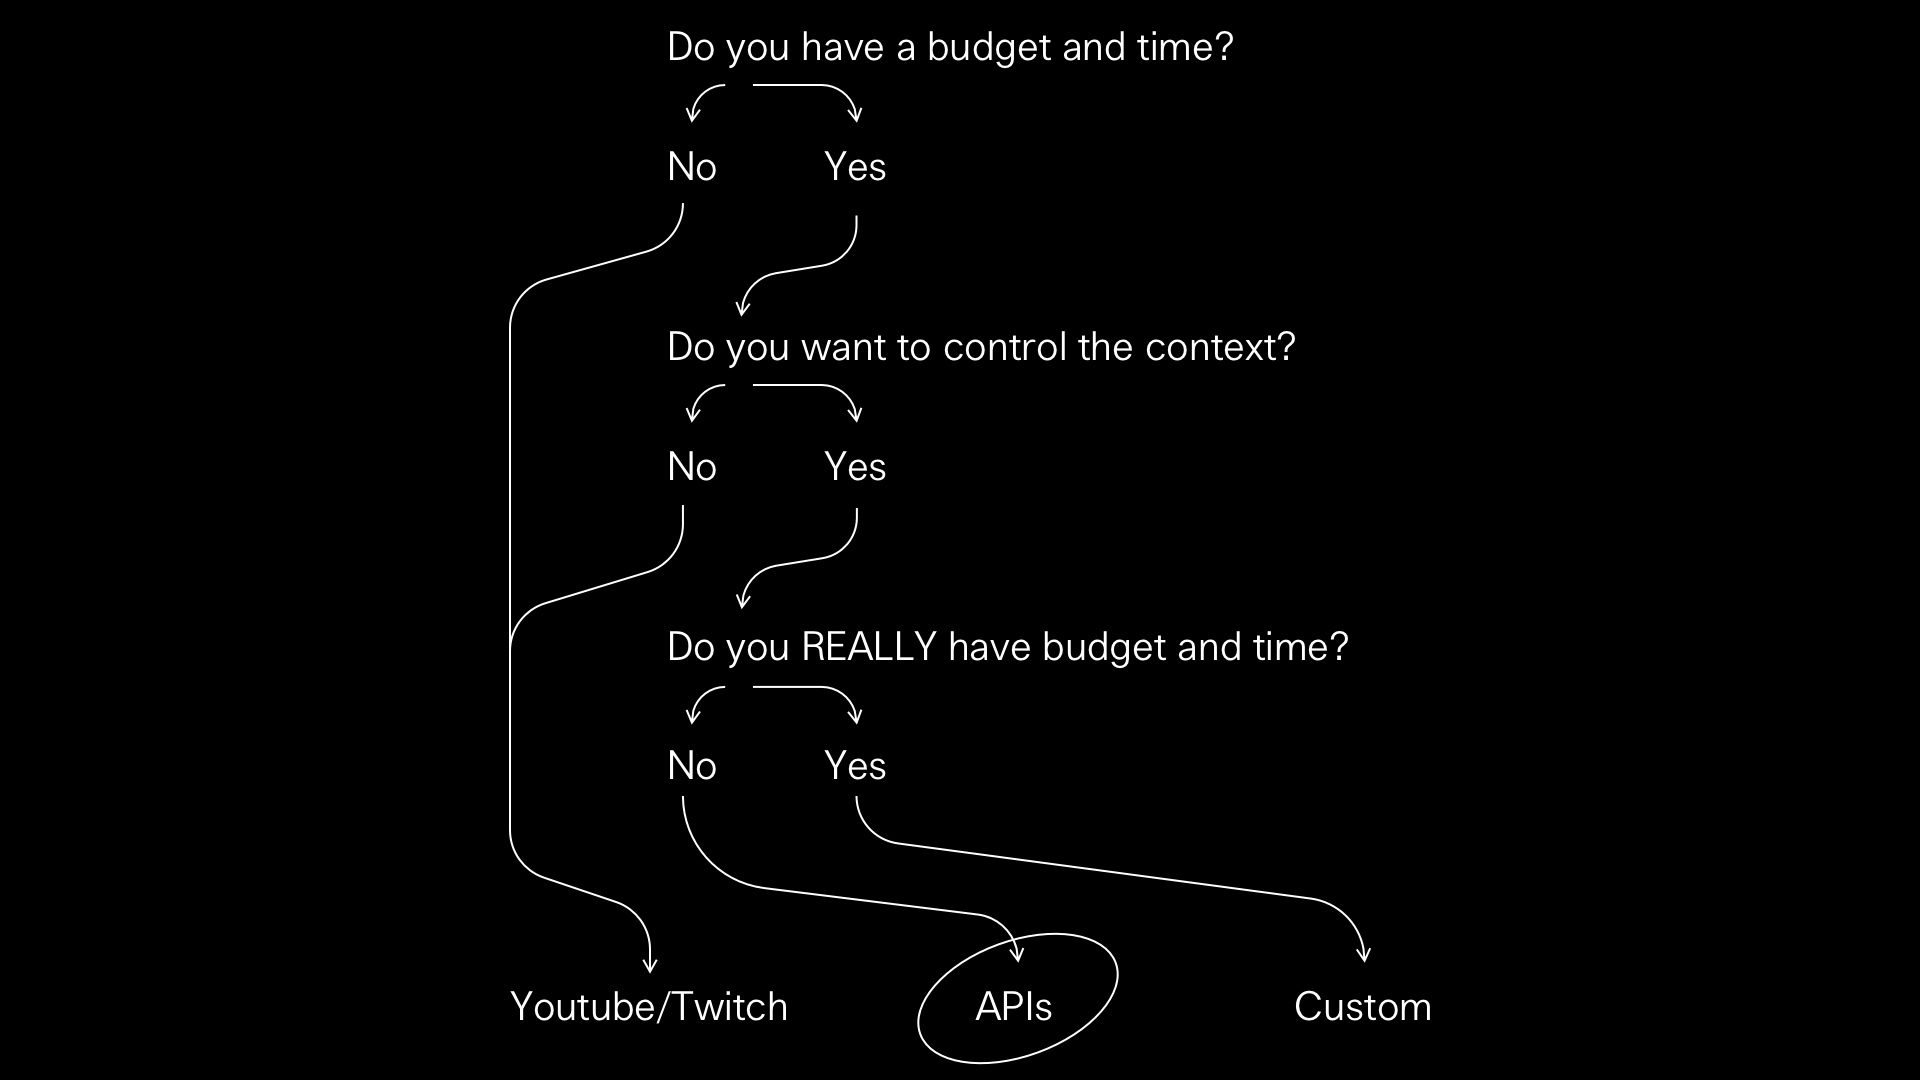 Do you have a budget and time?
No Yes
Do you want to control the context?
No Yes
Do you REALLY have budget and time?
No Yes
Youtube/Twitch APIs Custom